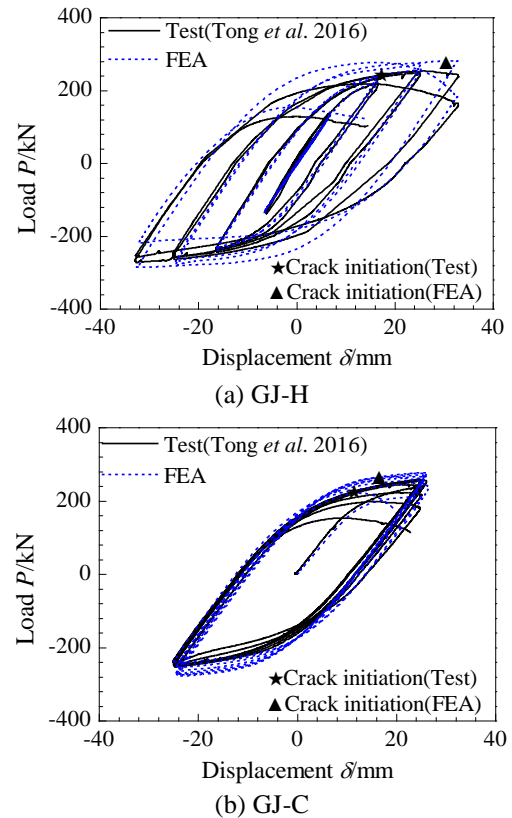 400
Test(Tong et al. 2016)
FEA
200
0
-200
★Crack initiation(Test)
▲Crack initiation(FEA)
-400
-40 -20 0 20 40
Load P/kN
Displacement δ/mm
(a) GJ-H
400
Test(Tong et al. 2016)
FEA
200
0
-200
★Crack initiation(Test)
▲Crack initiation(FEA)
-400
-40 -20 0 20 40
Load P/kN
Displacement δ/mm
(b) GJ-C